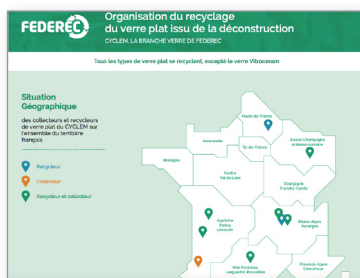 FEDEREC
Organisation du recyclage
du verre plat issu de la déconstruction
CYCLEM, LA BRANCHE VERRE DE FEDEREC
Tous les types de verre plat se recyclent, excepté le verre Vitroceram
Situation
Géographique
des collecteurs et recycleurs
de verre plat du CYCLEM sur
l'ensemble du territoire
français
Recycleur
Collecteur
Recycleur et collecteur
Hauts-de-France
Normandie
Ile de France
Alsace-Champagne
Bretagne
Centre
Val de Loire
Bourgogne
Franche-Comté
Aquitaine
Poitou
Limousin
Rhône-Alpes
Auvergne
Midi-Pyrénées
Languedoc-Roussillon
Provence-Alpes
Côte d'Azur